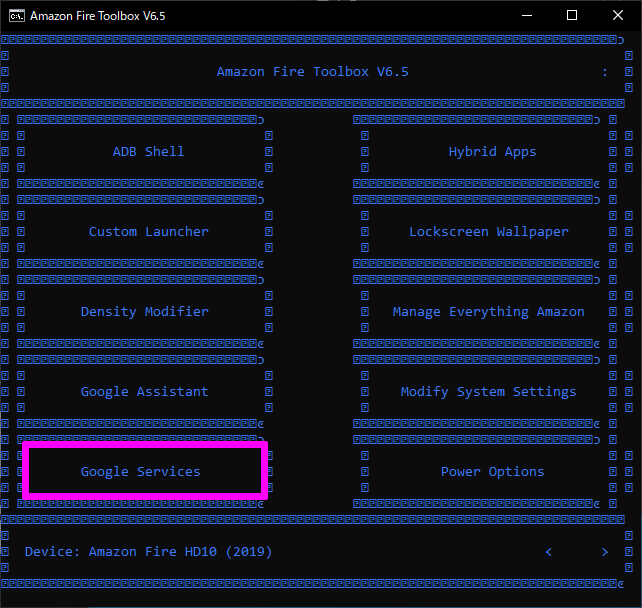 Amazon Fire Toolbox V6.5
Amazon Fire Toolbox V6.5 :
ADB Shell Hybrid Apps
Custom Launcher Lockscreen Wallpaper
Density Modifier Manage Everything Amazon
Google Assistant Modify System Settings
Google Services Power Options
Device: Amazon Fire HD10 (2019) < >